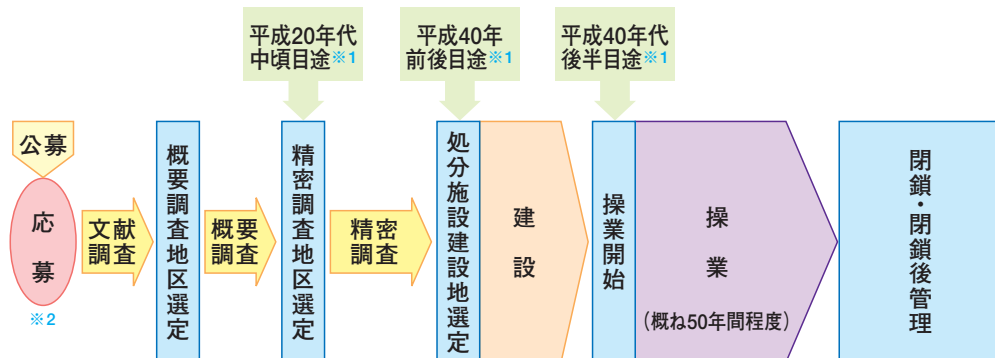 平成20年代
中頃目途※1
平成40年
前後目途※1
平成40年代
後半目途※1
公募
応募
※2
文献
調査
概要調査地区選定
概要
調査
精密調査地区選定
精密
調査
処分施設建設地選定
建設
操業開始
操業
（概ね50年間程度）
閉鎖・閉鎖後管理